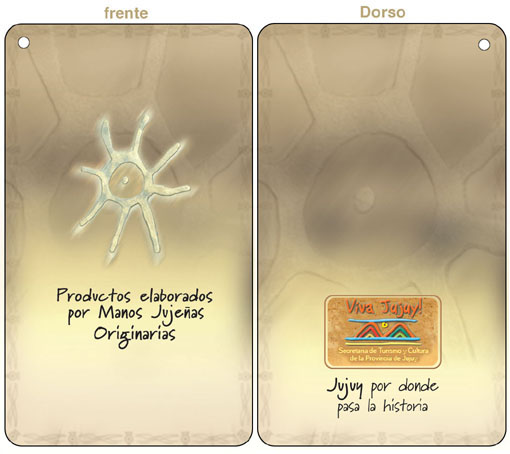 frente
Productos elaborados
por Manos Jujeñas
Originarias
Dorso
Viva Jujuy!
Secretaria de Turismo y Cultura
de la Provincia de Jujuy
Jujuy por donde
pasa la historia